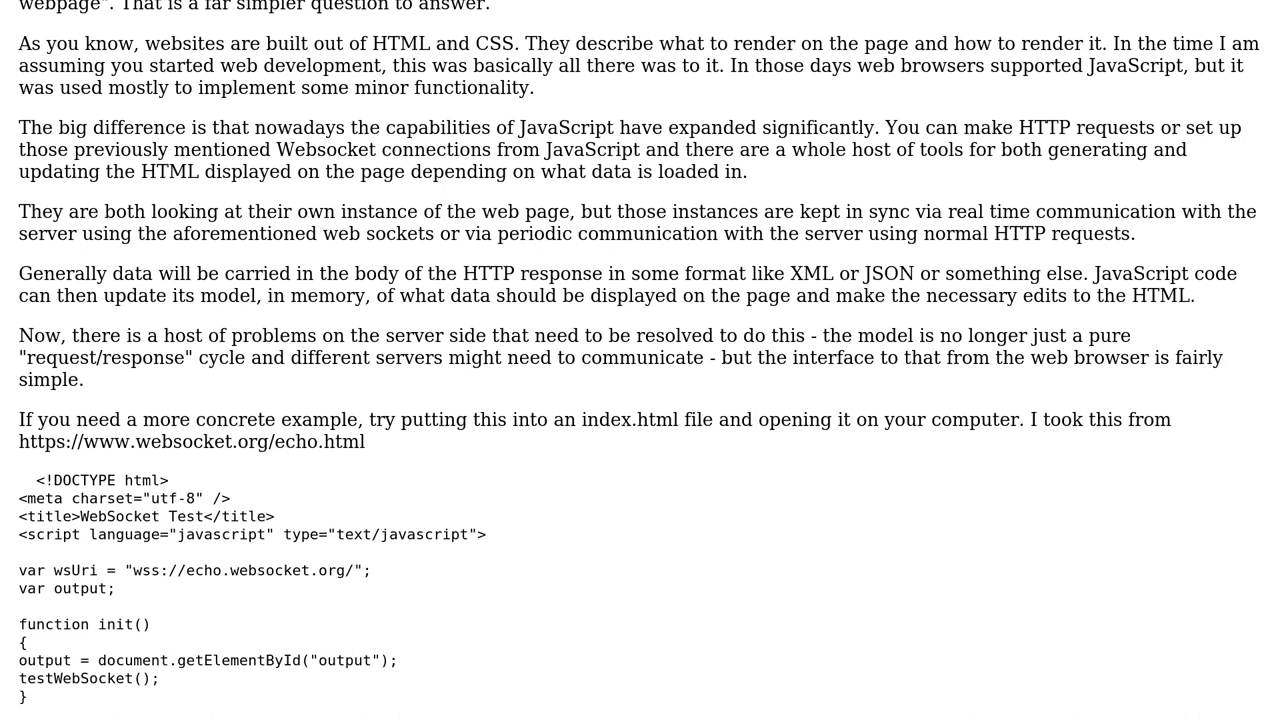 webpage". That is a far simpler question to answer.
As you know, websites are built out of HTML and CSS. They describe what to render on the page and how to render it. In the time I am
assuming you started web development, this was basically all there was to it. In those days web browsers supported JavaScript, but it
was used mostly to implement some minor functionality.
The big difference is that nowadays the capabilities of JavaScript have expanded significantly. You can make HTTP requests or set up
those previously mentioned Websocket connections from JavaScript and there are a whole host of tools for both generating and
updating the HTML displayed on the page depending on what data is loaded in.
They are both looking at their own instance of the web page, but those instances are kept in sync via real time communication with the
server using the aforementioned web sockets or via periodic communication with the server using normal HTTP requests.
Generally data will be carried in the body of the HTTP response in some format like XML or JSON or something else. JavaScript code
can then update its model, in memory, of what data should be displayed on the page and make the necessary edits to the HTML.
Now, there is a host of problems on the server side that need to be resolved to do this - the model is no longer just a pure
"request/response" cycle and different servers might need to communicate - but the interface to that from the web browser is fairly
simple.
If you need a more concrete example, try putting this into an index.html file and opening it on your computer. I took this from
https://www.websocket.org/echo.html
<!DOCTYPE html>
<meta charset="utf-8" />
<title>WebSocket Test</title>
<script language="javascript" type="text/javascript">
var wsUri = "wss://echo.websocket.org/";
var output;
function init()
{
output = document.getElementById("output");
testWebSocket();
}